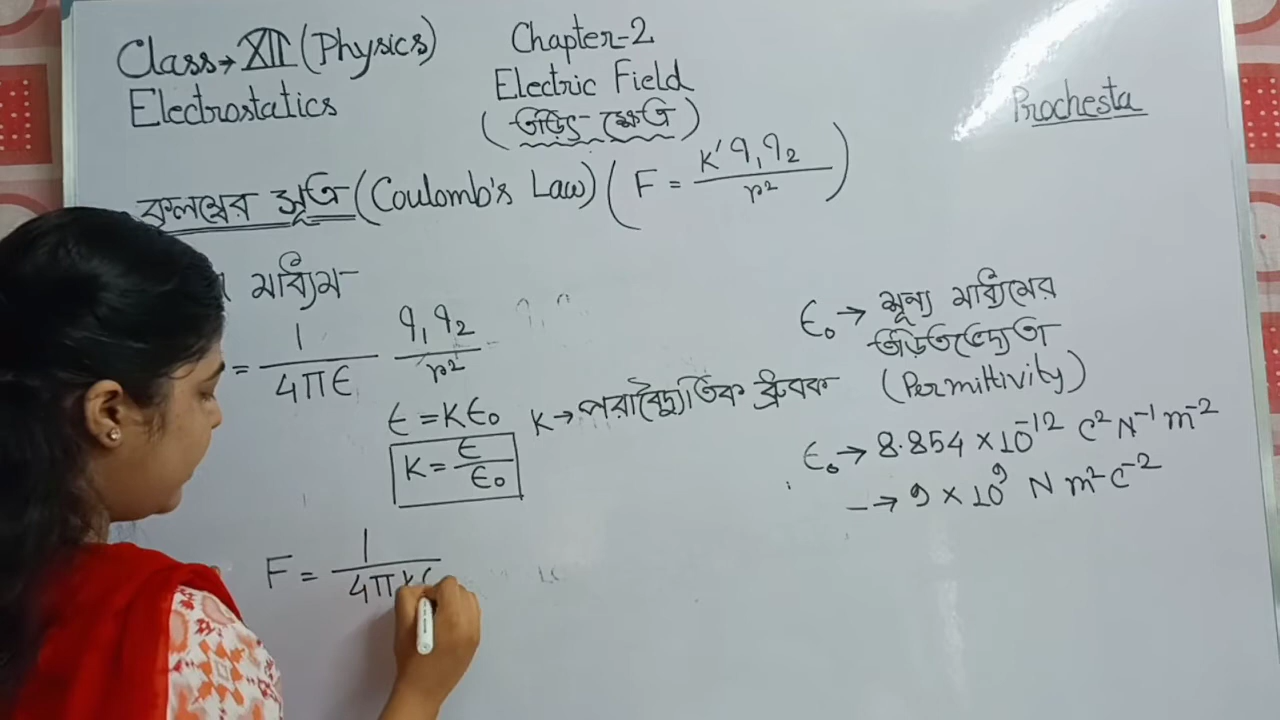 Class→ XII (Physics)
Electrostatics
Chapter-2
Electric Field
(তড়িৎ ক্ষেত্র)
Prochesta
কুলম্বের সূত্র (Coulomb's Law) (F = K' q₁ q₂ / r²)
মাধ্যম-
= 1/4πϵ q₁ q₂ / r²
ϵ = Kϵ₀
K = ϵ/ϵ₀
K → পরাবৈদ্যুতিক ধ্রুবক
ϵ₀ → শূন্য মাধ্যমের
তড়িৎভেদ্যতা
(Permittivity)
ϵ₀ → 8.854 × 10⁻¹² C² N⁻¹ m⁻²
→ 9 × 10⁹ N m² C⁻²
F = 1/4πK